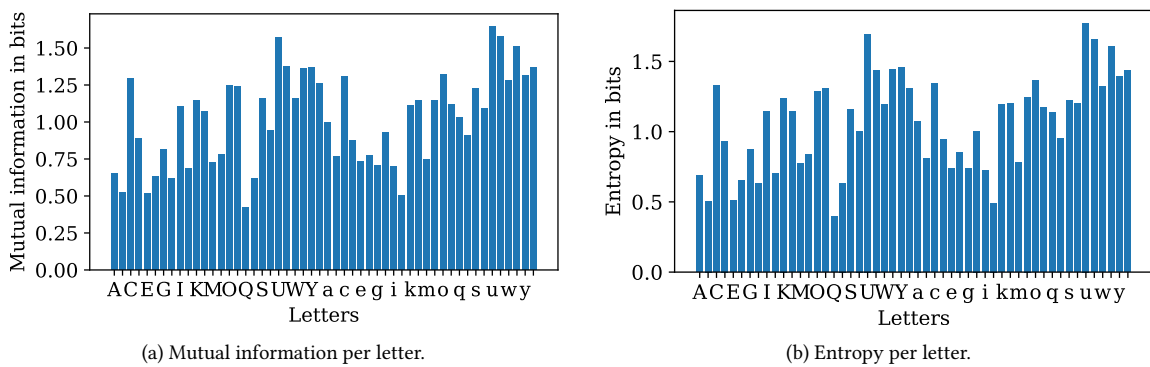 Mutual information in bits
1.50
1.25
1.00
0.75
0.50
0.25
0.00
A C E G I K M O Q S U W Y a c e g i k m o q s u w y
Letters
(a) Mutual information per letter.
Entropy in bits
1.5
1.0
0.5
0.0
A C E G I K M O Q S U W Y a c e g i k m o q s u w y
Letters
(b) Entropy per letter.